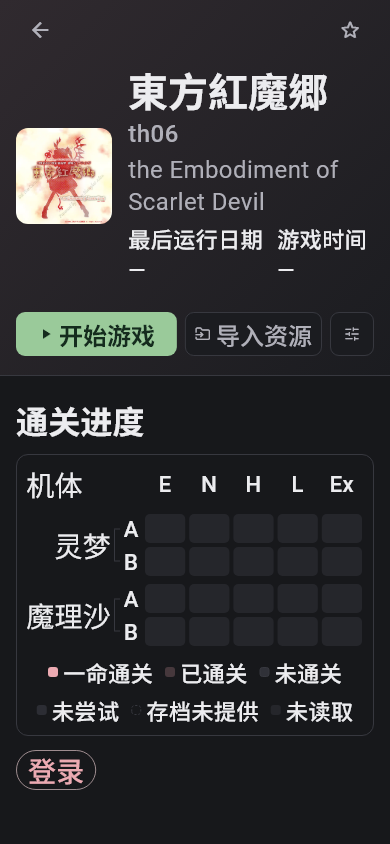 東方紅魔郷
th06
the Embodiment of
Scarlet Devil
最后运行日期 游戏时间
— —
开始游戏 导入资源
通关进度
机体 E N H L Ex
灵梦 A
B
魔理沙 A
B
一命通关 已通关 未通关
未尝试 存档未提供 未读取
登录